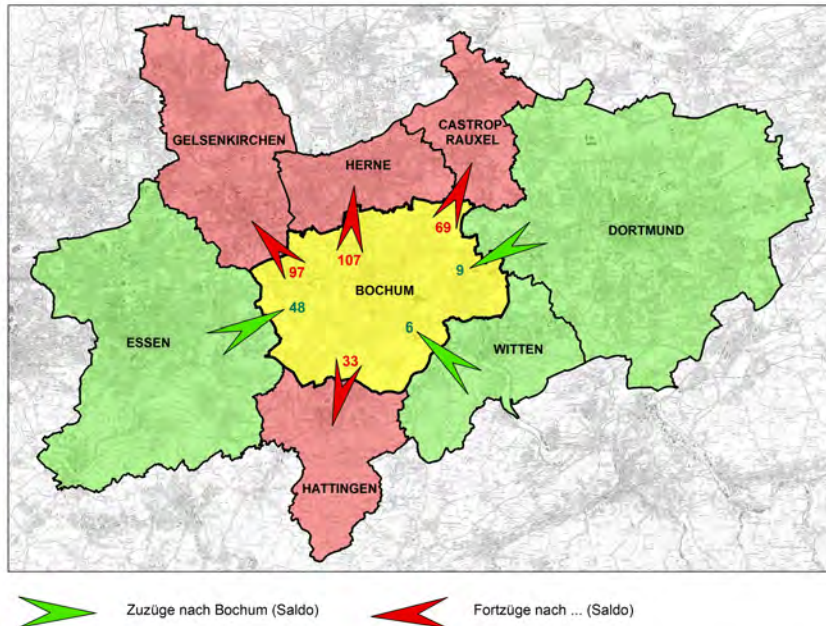 CASTROP
RAUXEL
GELSENKIRCHEN
HERNE
69
DORTMUND
107
97
9
BOCHUM
48
6
ESSEN
WITTEN
33
HATTINGEN
Zuzüge nach Bochum (Saldo)
Fortzüge nach ... (Saldo)